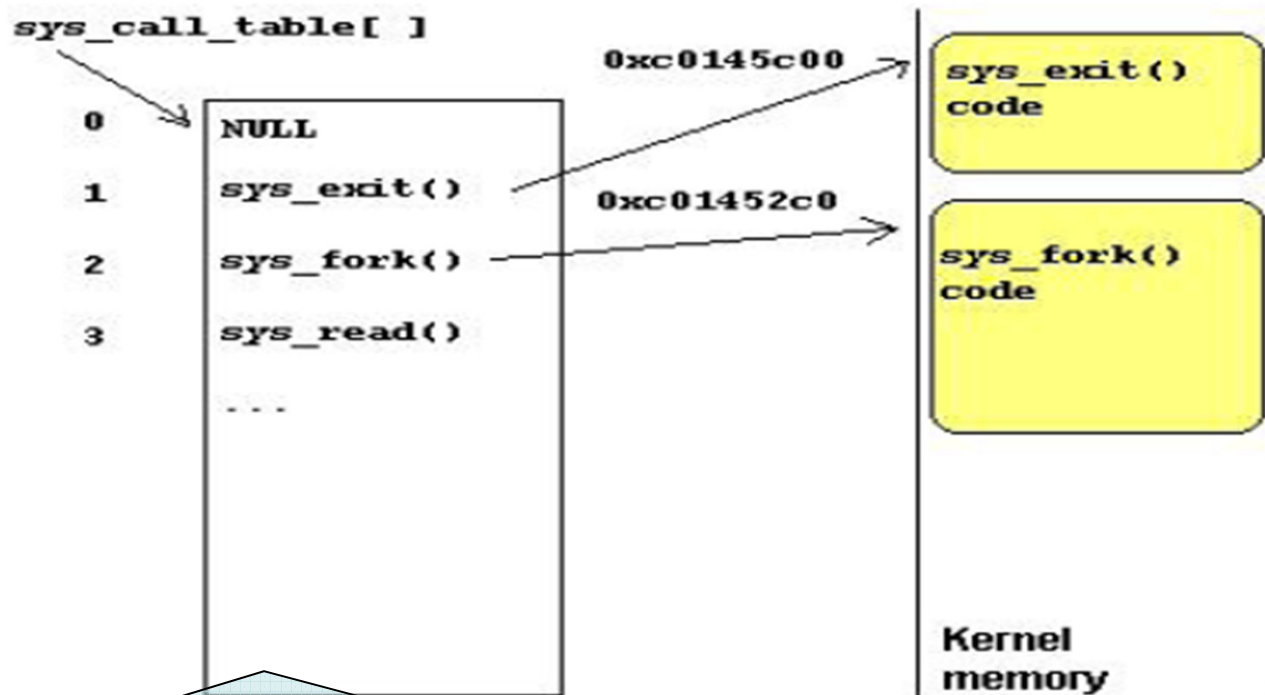 sys_call_table[ ]
0 NULL
1 sys_exit()
2 sys_fork()
3 sys_read()
...
0xc0145c00
0xc01452c0
sys_exit()
code
sys_fork()
code
Kernel
memory